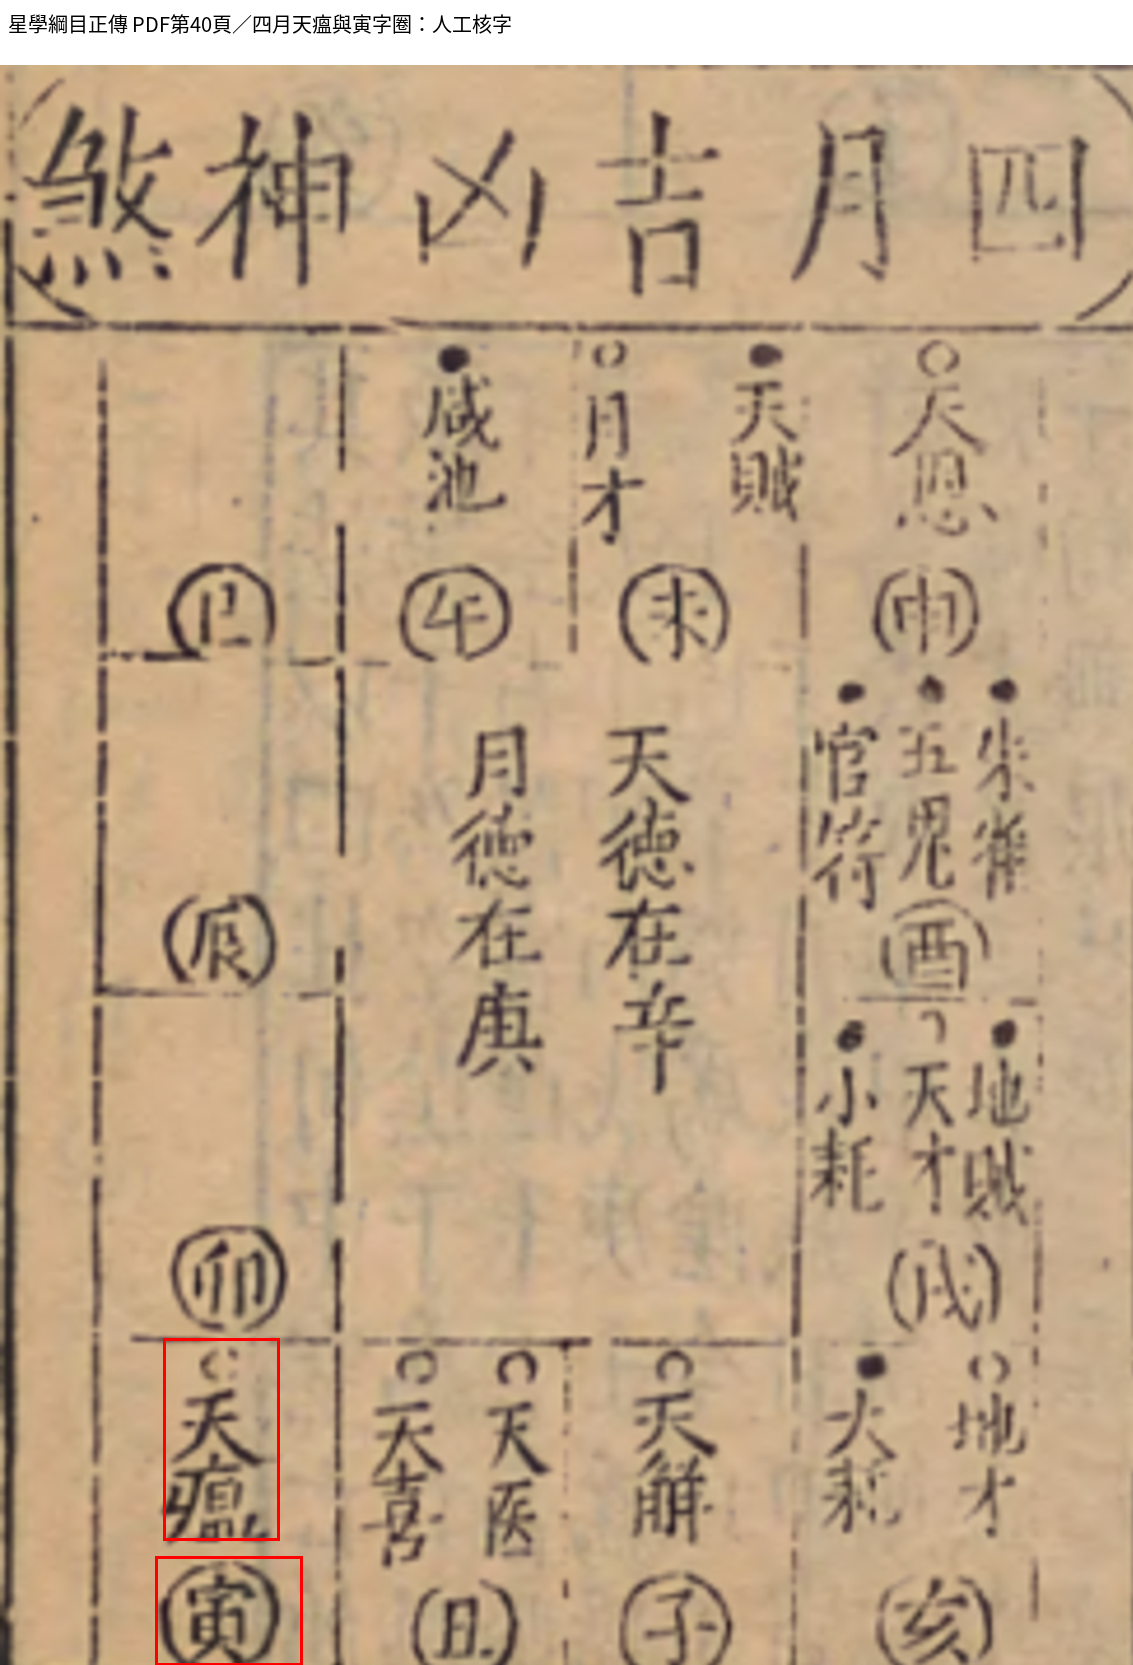 星學綱目正傳 PDF第40頁／四月天瘟與寅字圈：人工核字
四月吉凶神煞
○天恩
●天賊
○月才
●咸池
申
未
午
巳
●朱雀
●五鬼
●官符
酉
天德在辛
月德在庚
辰
●地賊
天才
●小耗
戌
卯
○地才
●大耗
亥
○天解
子
○天医
○天喜
丑
○天瘟
寅